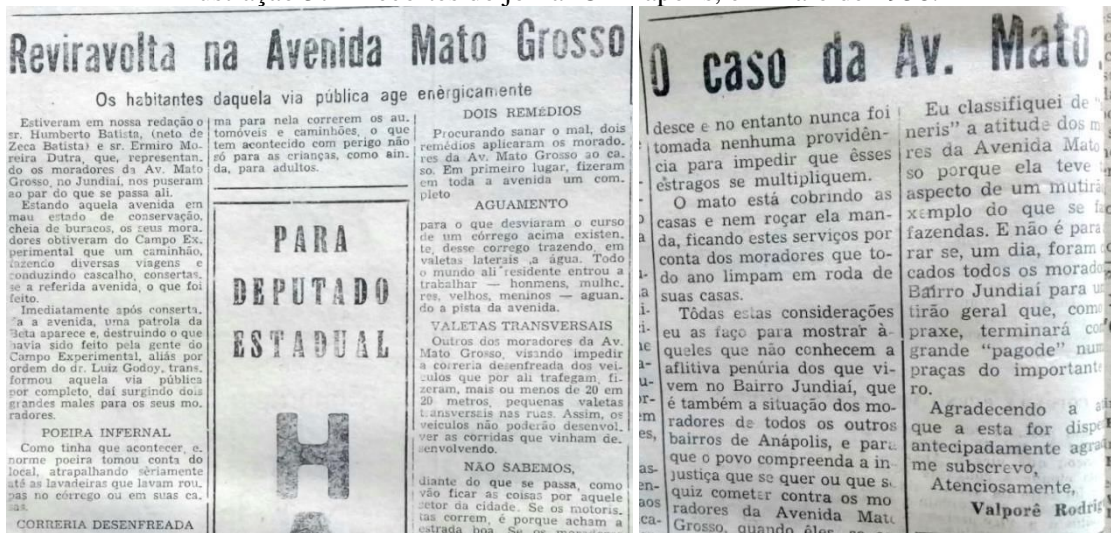 Reviravolta na Avenida Mato Grosso
Os habitantes daquela via pública age enèrgicamente
Estiveram em nossa redação o
sr. Humberto Batista, (neto de
Zeca Batista) e sr. Ermiro Mo-
reira Dutra, que, representan.
do os moradores da Av. Mato
Grosso, no Jundiaí, nos puseram
ao par do que se passa ali.
Estando aquela avenida em
mau estado de conservação,
cheia de buracos, os seus mora.
dores obtiveram do Campo Ex.
perimental que um caminhão,
fazendo diversas viagens e
conduzindo cascalho, consertas.
se a referida avenida, o que foi
feito.
Imediatamente após conserta.
a avenida, uma patrola da
Beta aparece e, destruindo o que
havia sido feito pela gente do
Campo Experimental, aliás por
ordem do dr. Luiz Godoy, trans.
formou aquela via pública
por completo, daí surgindo dois
grandes males para os seus mo.
radores.
POEIRA INFERNAL
Como tinha que acontecer, e.
norme poeira tomou conta do
local, atrapalhando sèriamente
até as lavadeiras que lavam rou.
pas no córrego ou em suas ca.
sas.
CORRERIA DESENFREADA
ma para nela correrem os au.
tomóveis e caminhões, o que
tem acontecido com perigo não
só para as crianças, como ain.
da, para adultos.
PARA
DEPUTADO
ESTADUAL
H
DOIS REMÉDIOS
Procurando sanar o mal, dois
remédios aplicaram os morado.
res da Av. Mato Grosso ao ca.
so. Em primeiro lugar, fizeram
em toda a avenida um com.
pleto
AGUAMENTO
para o que desviaram o curso
de um córrego acima existen.
te, desse corrego trazendo, em
valetas laterais ,a água. Todo
o mundo ali residente entrou a
trabalhar — honmens, mulhe.
res, velhos, meninos — aguan.
do a pista da avenida.
VALETAS TRANSVERSAIS
Outros dos moradores da Av.
Mato Grosso, visando impedir
a correria desenfreada dos veí-
culos que por ali trafegam, fi-
zeram, mais ou menos de 20 em
20 metros, pequenas valetas
transversais nas ruas. Assim, os
veículos não poderão desenvol.
ver as corridas que vinham de.
senvolvendo.
NÃO SABEMOS,
diante do que se passa, como
vão ficar as coisas por aquele
setor da cidade. Se os motoris.
tas correm, é porque acham a
estrada boa. Se os moradores
O caso da Av. Mato
desce e no entanto nunca foi
tomada nenhuma providên-
cia para impedir que êsses
estragos se multipliquem.
O mato está cobrindo as
casas e nem roçar ela man-
da, ficando estes serviços por
conta dos moradores que to-
do ano limpam em roda de
suas casas.
Tôdas estas considerações
eu as faço para mostrar à-
queles que não conhecem a
aflitiva penúria dos que vi-
vem no Bairro Jundiaí, que
é também a situação dos mo-
radores de todos os outros
bairros de Anápolis, e para
que o povo compreenda a in-
justiça que se quer ou que se
quiz cometer contra os mo
radores da Avenida Mato
Grosso, quando êles,
Eu classifiquei de
neris" a atitude dos
res da Avenida Mato
so porque ela teve
aspecto de um mutirã
xemplo do que se
fazendas. E não é para
rar se, um dia, foram
cados todos os morado
Bairro Jundiaí para
tirão geral que, como
praxe, terminará
grande "pagode" num
praças do importante
ro.
Agradecendo a
que a esta for
antecipadamente
me subscrevo,
Atenciosamente,
Valporê Rodrig